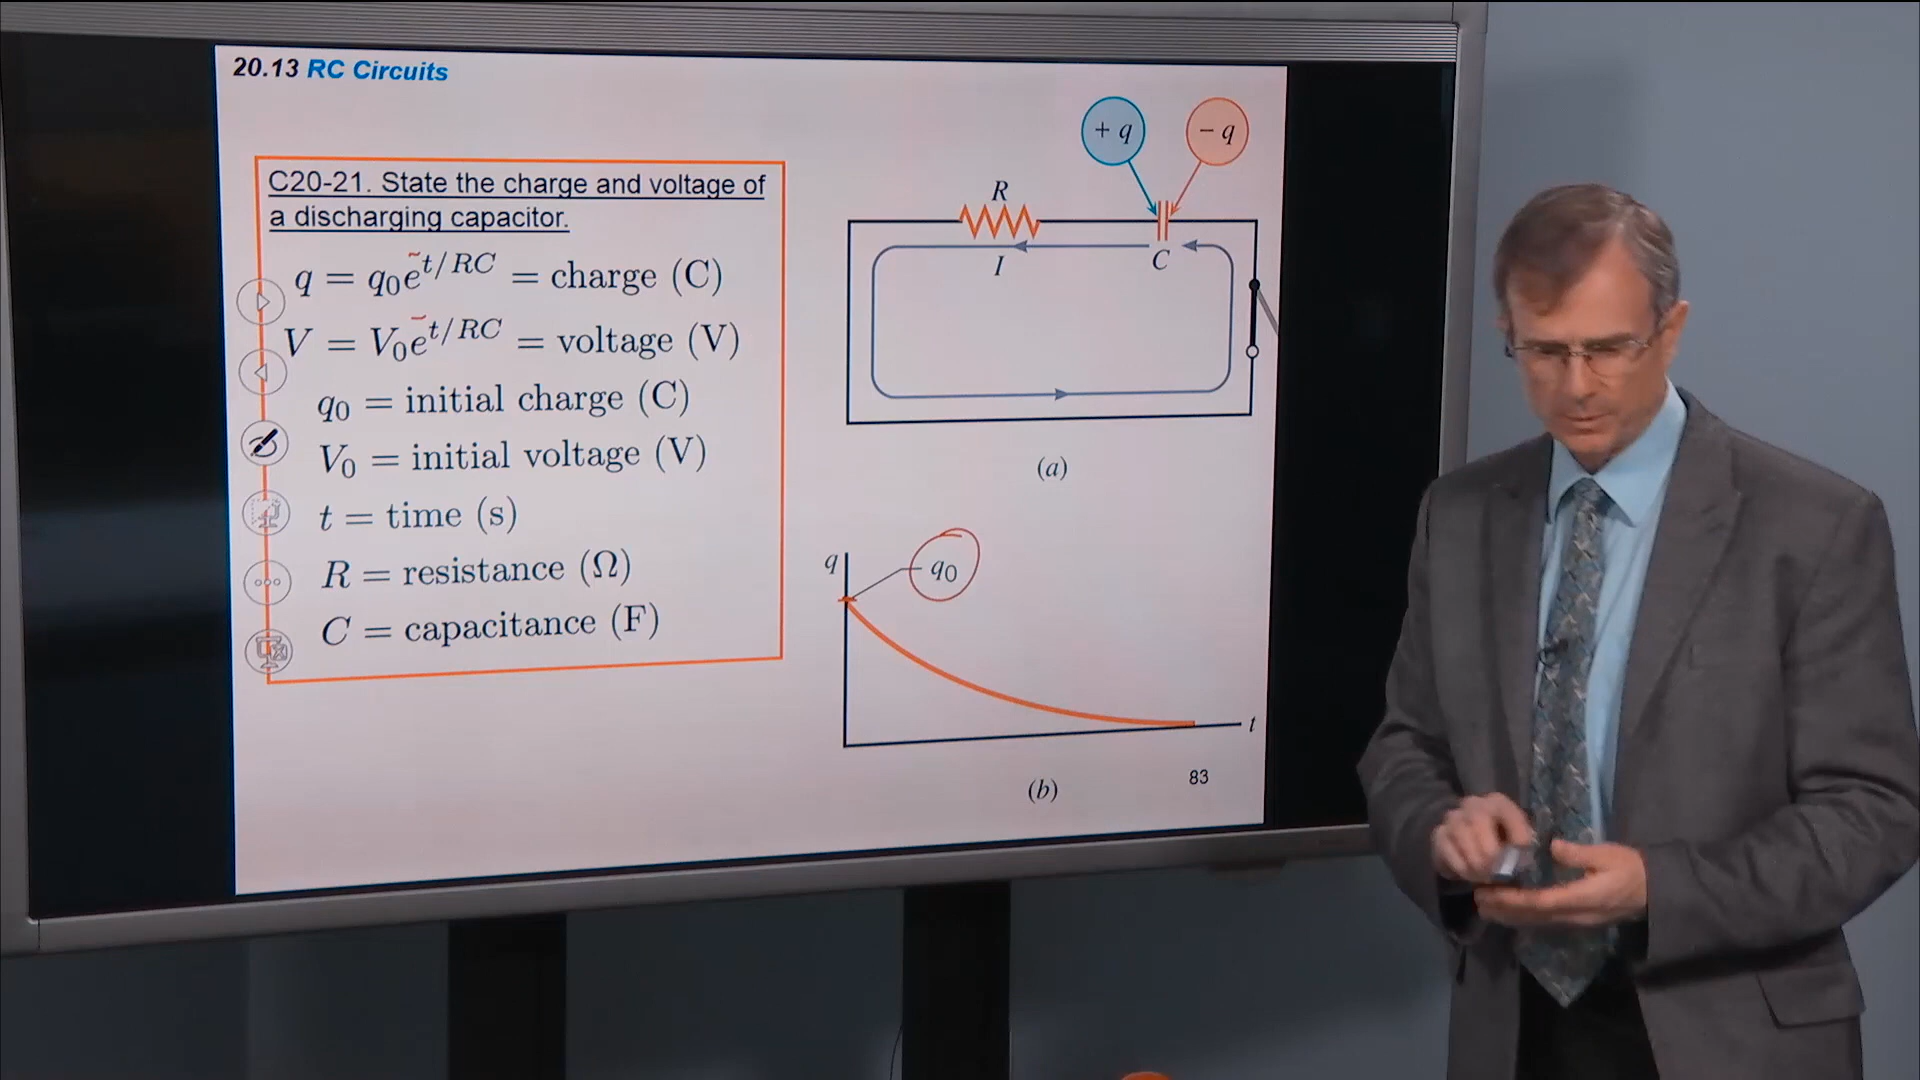 20.13 RC Circuits
C20-21. State the charge and voltage of
a discharging capacitor.
q = q₀e⁻ᵗ/ᴿᶜ = charge (C)
V = V₀e⁻ᵗ/ᴿᶜ = voltage (V)
q₀ = initial charge (C)
V₀ = initial voltage (V)
t = time (s)
R = resistance (Ω)
C = capacitance (F)
+ q
− q
R
I
C
(a)
q
q₀
t
(b)
83